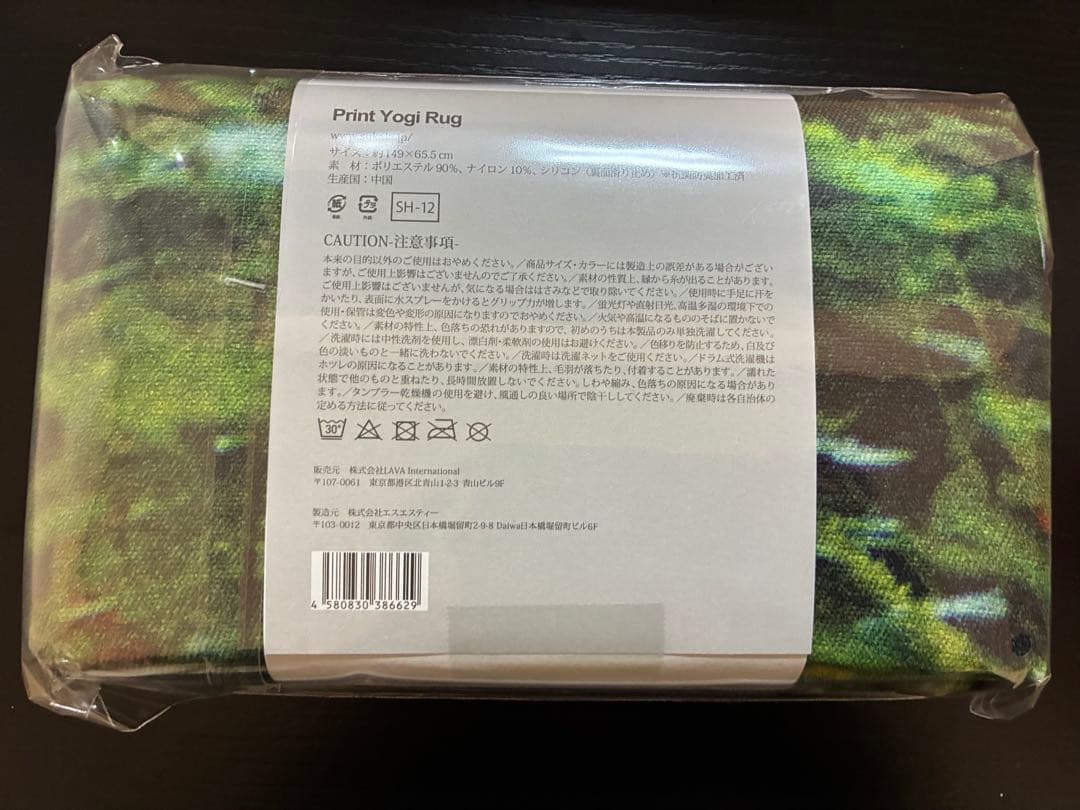 Print Yogi Rug
サイズ：約149×65.5 cm
素　材：ポリエステル 90%、ナイロン 10%、シリコン（裏面滑り止め）※抗菌防臭加工済
生産国：中国
紙
プラ
SH-12
CAUTION-注意事項-
本来の目的以外のご使用はおやめください。／商品サイズ・カラーには製造上の誤差がある場合がござい
ますが、ご使用上影響はございませんのでご了承ください。／素材の性質上、縁から糸が出ることがあります。
ご使用上影響はございませんが、気になる場合ははさみなどで取り除いてください。／使用時に手足に汗を
かいたり、表面に水スプレーをかけるとグリップ力が増します。／蛍光灯や直射日光、高温多湿の環境下での
使用・保管は変色や変形の原因になりますのでおやめください。／火気や高温になるもののそばに置かないで
ください。／素材の特性上、色落ちの恐れがありますので、初めのうちは本製品のみ単独洗濯してください。
／洗濯時には中性洗剤を使用し、漂白剤・柔軟剤の使用はお避けください。／色移りを防止するため、白及び
色の淡いものと一緒に洗わないでください。／洗濯時は洗濯ネットをご使用ください。／ドラム式洗濯機は
ホツレの原因になることがあります。／素材の特性上、毛羽が落ちたり、付着することがあります。／濡れた
状態で他のものと重ねたり、長時間放置しないでください。しわや縮み、色落ちの原因になる場合がありま
す。／タンブラー乾燥機の使用を避け、風通しの良い場所で陰干ししてください。／廃棄時は各自治体の
定める方法に従ってください。
30°
販売元　株式会社LAVA International
〒107-0061　東京都港区北青山1-2-3 青山ビル9F
製造元　株式会社エスエスティー
〒103-0012　東京都中央区日本橋堀留町2-9-8 Daiwa日本橋堀留町ビル6F
4 580830 386629